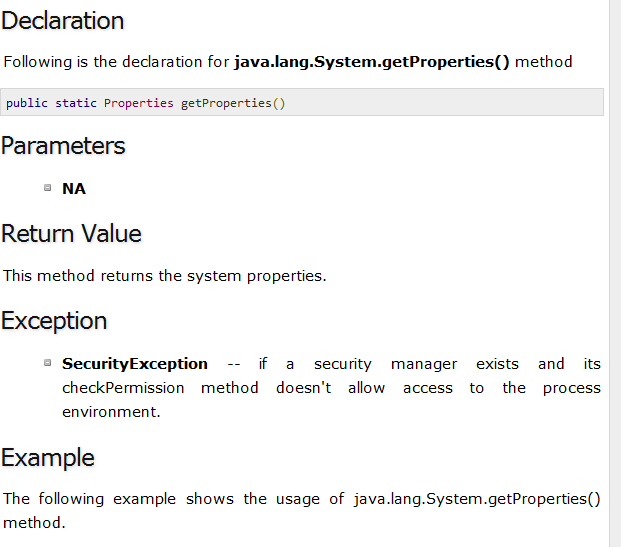 Declaration
Following is the declaration for java.lang.System.getProperties() method
public static Properties getProperties()
Parameters
NA
Return Value
This method returns the system properties.
Exception
SecurityException -- if a security manager exists and its
checkPermission method doesn't allow access to the process
environment.
Example
The following example shows the usage of java.lang.System.getProperties()
method.